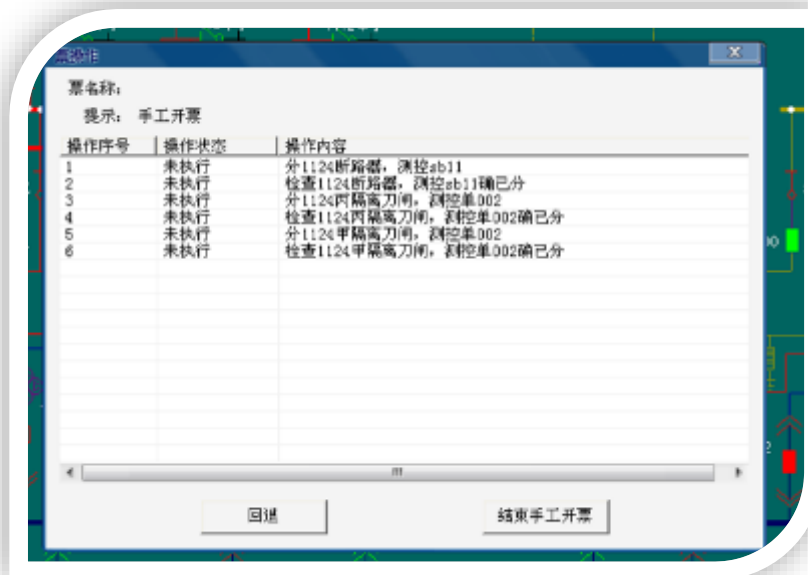 票操作
票名称：
提示： 手工开票
操作序号 操作状态 操作内容
1 未执行 分1124断路器，测控sb11
2 未执行 检查1124断路器，测控sb11确已分
3 未执行 分1124丙隔离刀闸，测控单002
4 未执行 检查1124丙隔离刀闸，测控单002确已分
5 未执行 分1124甲隔离刀闸，测控单002
6 未执行 检查1124甲隔离刀闸，测控单002确已分
回退 结束手工开票